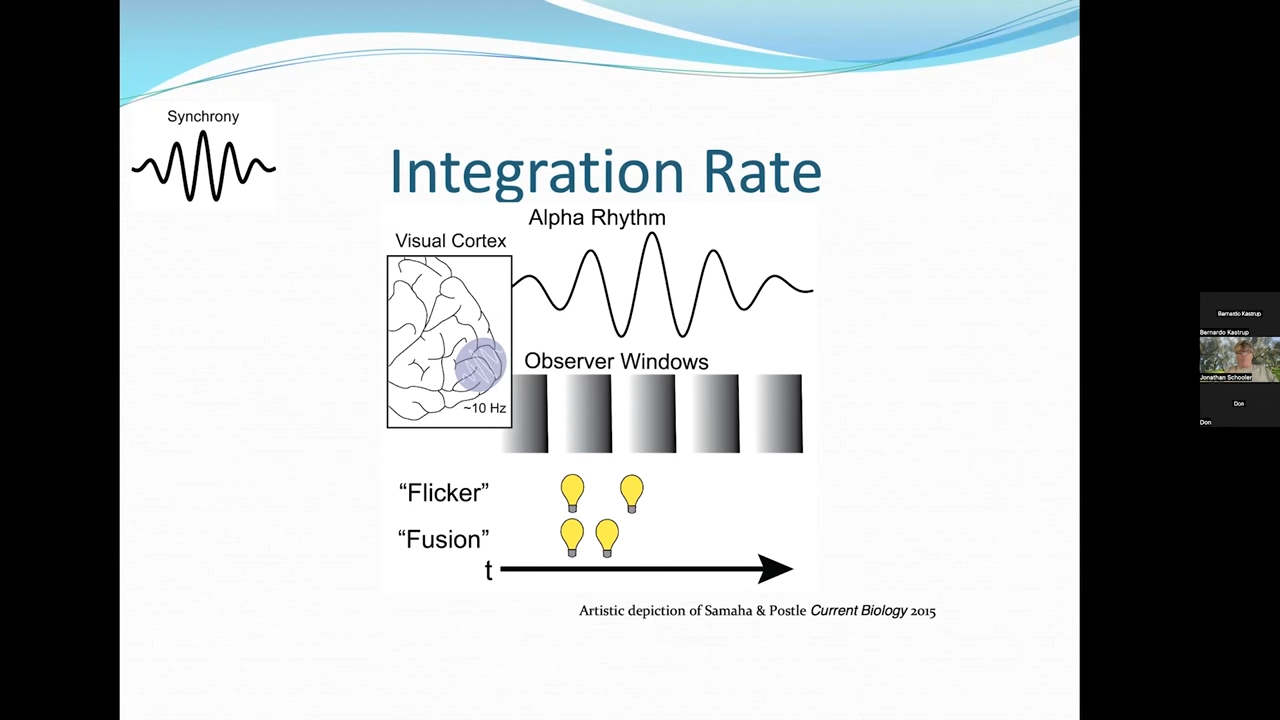 Synchrony
Integration Rate
Alpha Rhythm
Visual Cortex
Observer Windows
~10 Hz
“Flicker”
“Fusion”
t
Artistic depiction of Samaha & Postle Current Biology 2015
Bernardo Kastrup
Bernardo Kastrup
Jonathan Schooler
Don
Don